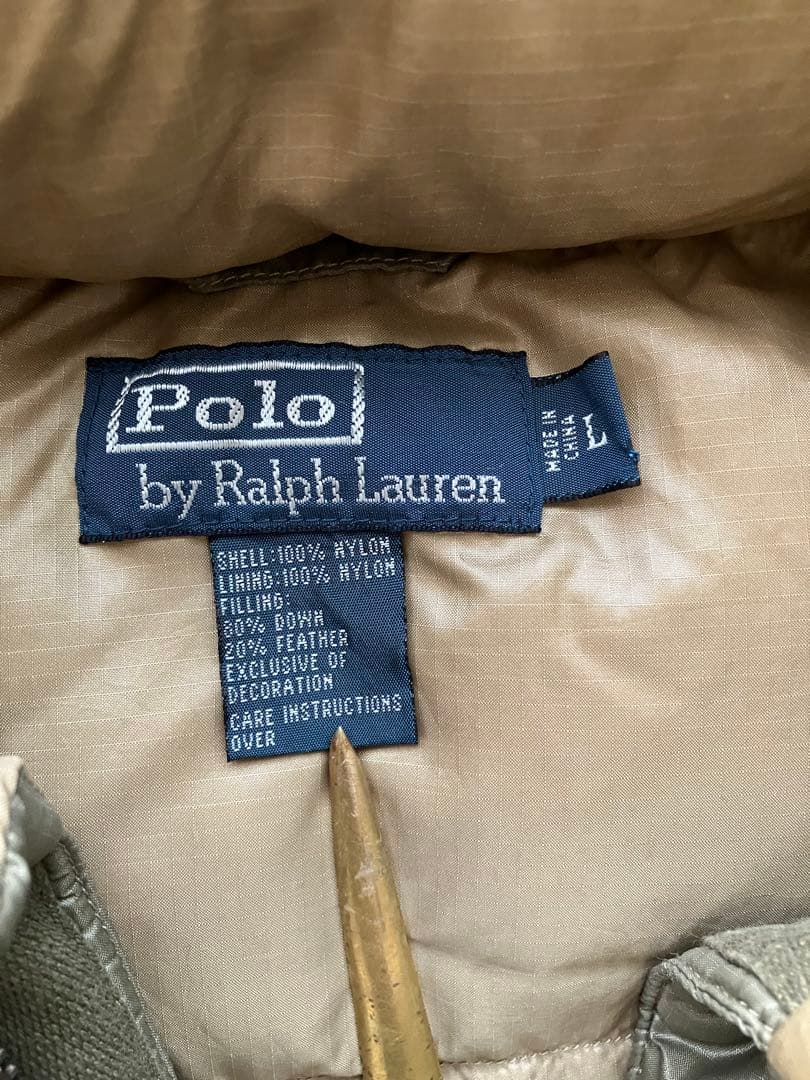 Polo
by Ralph Lauren
MADE IN
CHINA
L
SHELL:100% NYLON
LINING:100% NYLON
FILLING:
80% DOWN
20% FEATHER
EXCLUSIVE OF
DECORATION
CARE INSTRUCTIONS
OVER